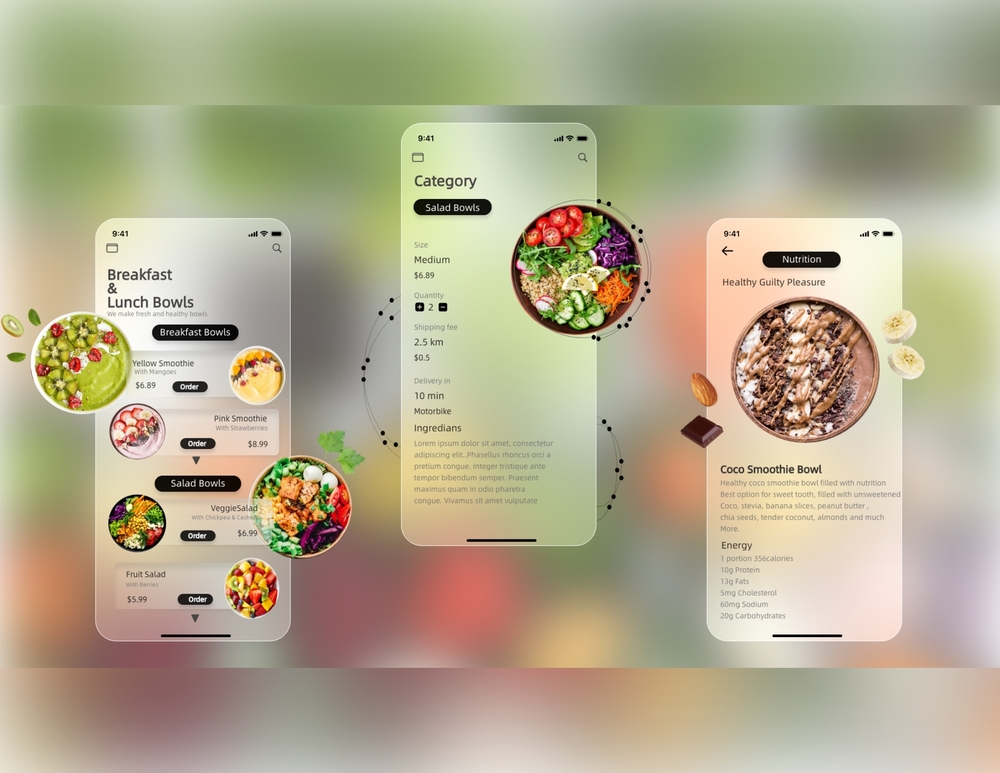 9:41
Breakfast
&
Lunch Bowls
We make fresh and healthy bowls
Breakfast Bowls
Yellow Smoothie
With Mangoes
$6.89
Order
Pink Smoothie
With Strawberries
Order
$8.99
Salad Bowls
VeggieSalad
With Chickpea & Cashew
Order
$6.99
Fruit Salad
With Berries
$5.99
Order
9:41
Category
Salad Bowls
Size
Medium
$6.89
Quantity
2
Shipping fee
2.5 km
$0.5
Delivery in
10 min
Motorbike
Ingredians
Lorem ipsum dolor sit amet, consectetur
adipiscing elit..Phasellus rhoncus orci a
pretium congue. Integer tristique ante
tempor bibendum semper. Praesent
maximus quam in odio pharetra
congue. Vivamus sit amet vulputate
9:41
Nutrition
Healthy Guilty Pleasure
Coco Smoothie Bowl
Healthy coco smoothie bowl filled with nutrition
Best option for sweet tooth, filled with unsweetened
Coco, stevia, banana slices, peanut butter ,
chia seeds, tender coconut, almonds and much
More.
Energy
1 portion 356calories
10g Protein
13g Fats
5mg Cholesterol
60mg Sodium
20g Carbohydrates